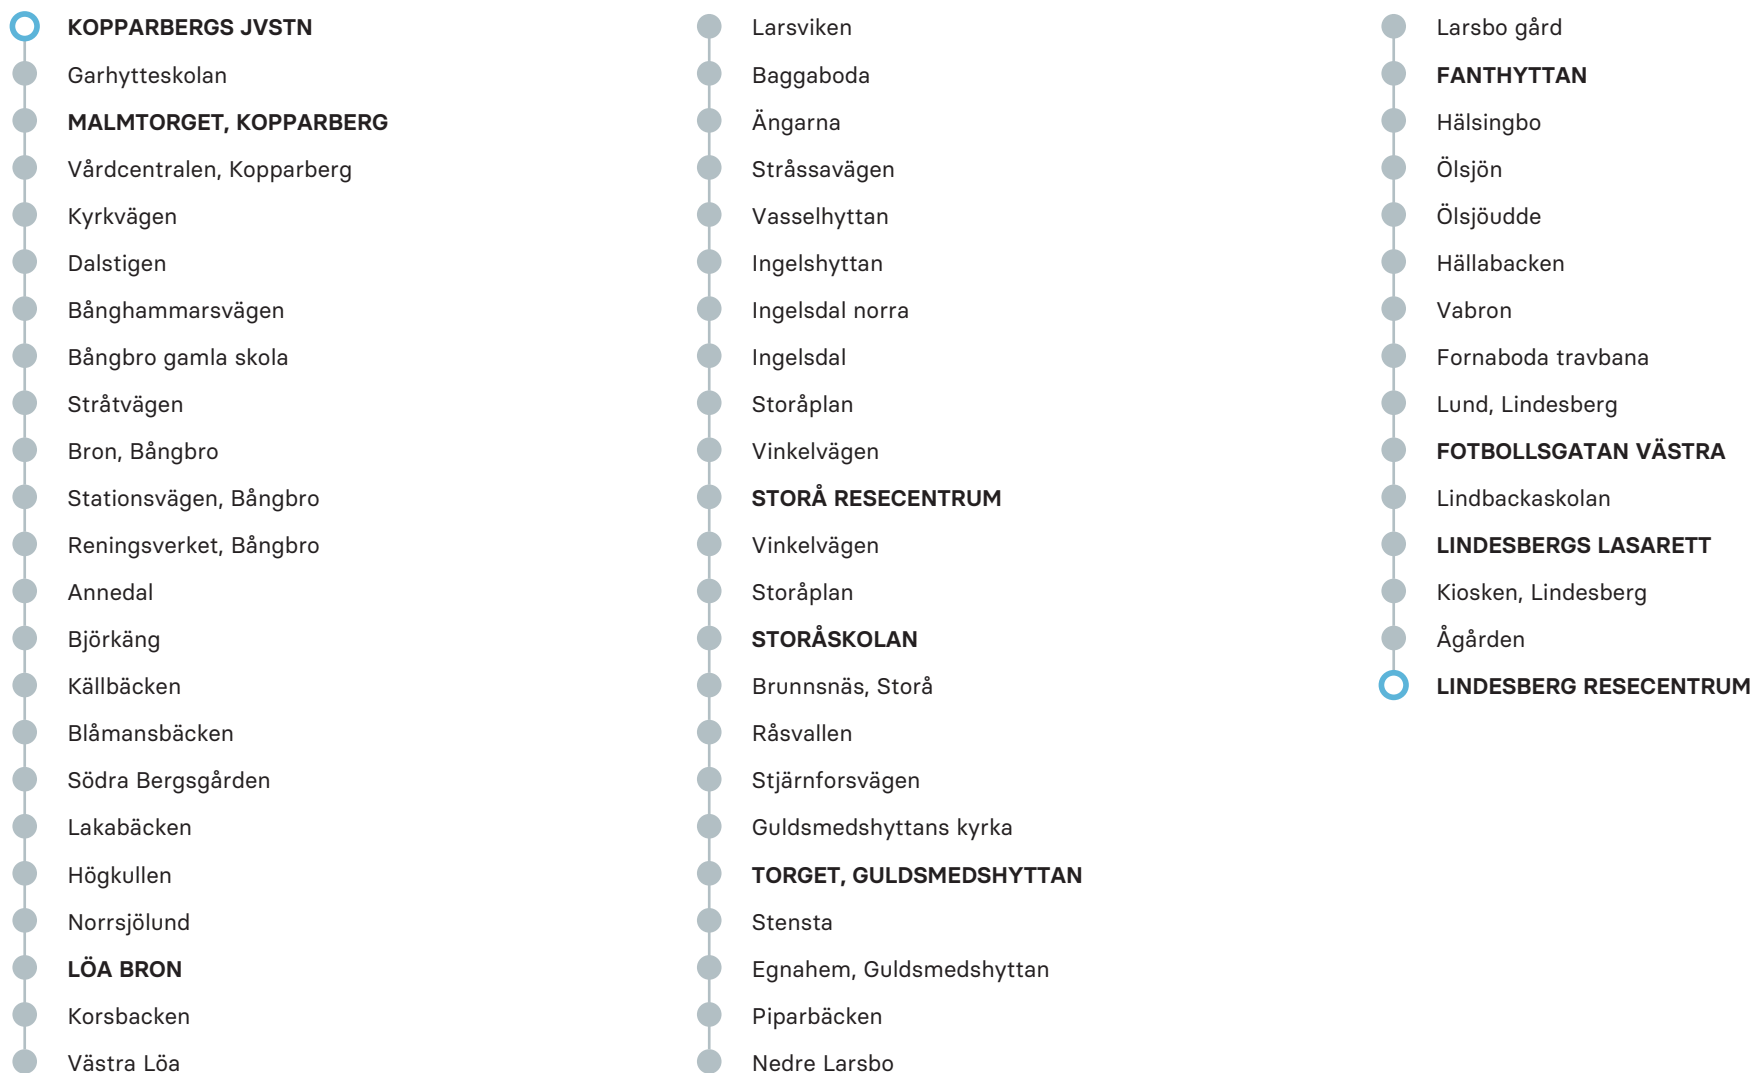 KOPPARBERGS JVSTN
Garhytteskolan
MALMTORGET, KOPPARBERG
Vårdcentralen, Kopparberg
Kyrkvägen
Dalstigen
Bånghammarsvägen
Bångbro gamla skola
Stråtvägen
Bron, Bångbro
Stationsvägen, Bångbro
Reningsverket, Bångbro
Annedal
Björkäng
Källbäcken
Blåmansbäcken
Södra Bergsgården
Lakabäcken
Högkullen
Norrsjölund
LÖA BRON
Korsbacken
Västra Löa
Larsviken
Baggaboda
Ängarna
Stråssavägen
Vasselhyttan
Ingelshyttan
Ingelsdal norra
Ingelsdal
Storåplan
Vinkelvägen
STORÅ RESECENTRUM
Vinkelvägen
Storåplan
STORÅSKOLAN
Brunnsnäs, Storå
Råsvallen
Stjärnforsvägen
Guldsmedshyttans kyrka
TORGET, GULDSMEDSHYTTAN
Stensta
Egnahem, Guldsmedshyttan
Piparbäcken
Nedre Larsbo
Larsbo gård
FANTHYTTAN
Hälsingbo
Ölsjön
Ölsjöudde
Hällabacken
Vabron
Fornaboda travbana
Lund, Lindesberg
FOTBOLLSGATAN VÄSTRA
Lindbackaskolan
LINDESBERGS LASARETT
Kiosken, Lindesberg
Ågården
LINDESBERG RESECENTRUM